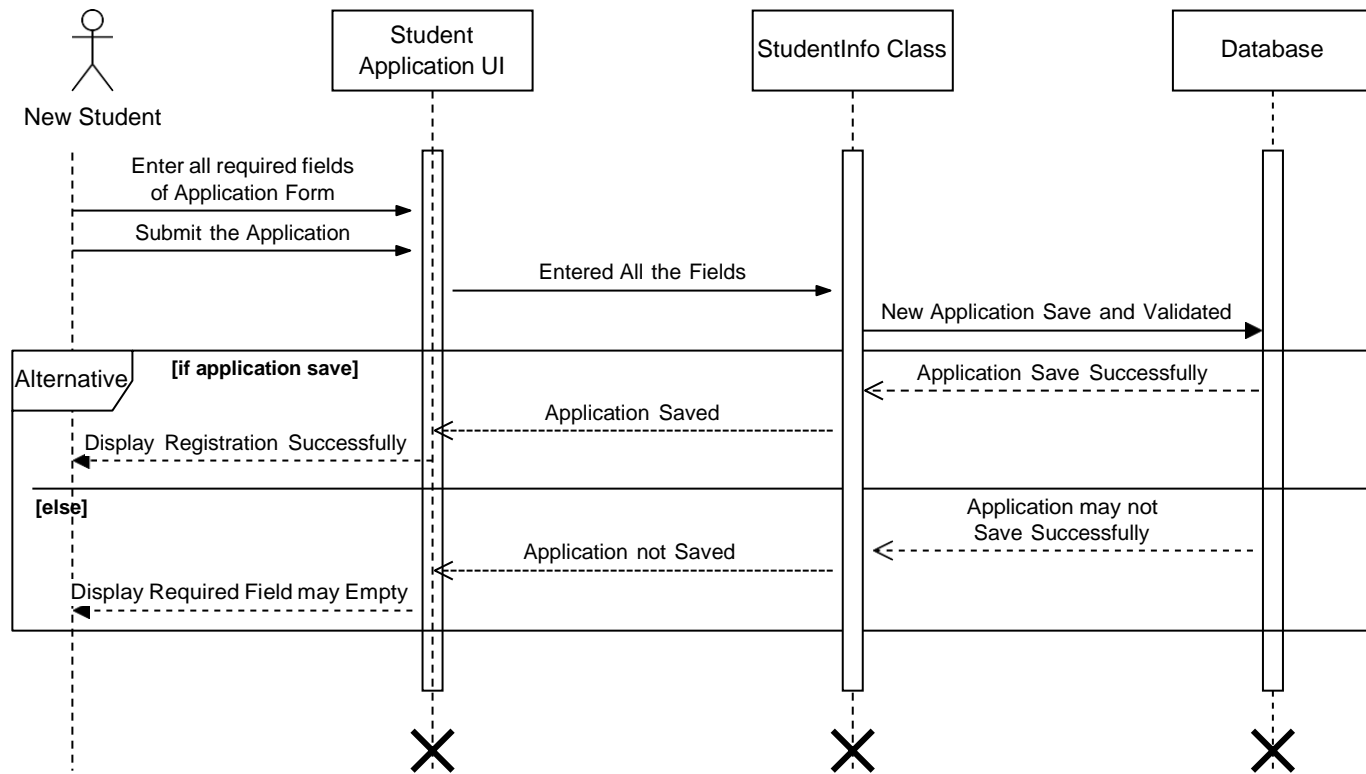 Student
Application UI
StudentInfo Class
Database
New Student
Enter all required fields
of Application Form
Submit the Application
Entered All the Fields
New Application Save and Validated
Alternative
[if application save]
Application Save Successfully
Application Saved
Display Registration Successfully
[else]
Application may not
Save Successfully
Application not Saved
Display Required Field may Empty